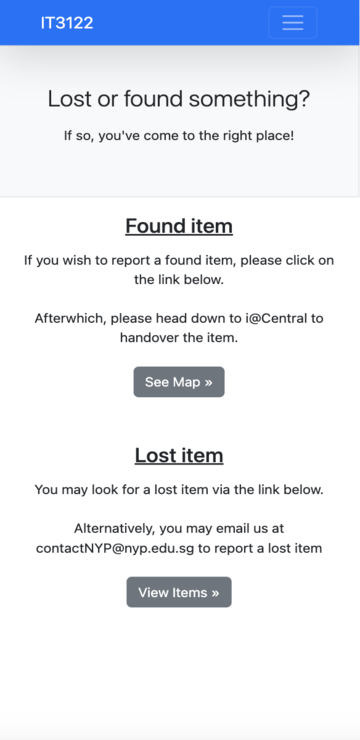 IT3122
Lost or found something?
If so, you've come to the right place!
Found item
If you wish to report a found item, please click on
the link below.
Afterwhich, please head down to i@Central to
handover the item.
See Map »
Lost item
You may look for a lost item via the link below.
Alternatively, you may email us at
contactNYP@nyp.edu.sg to report a lost item
View Items »